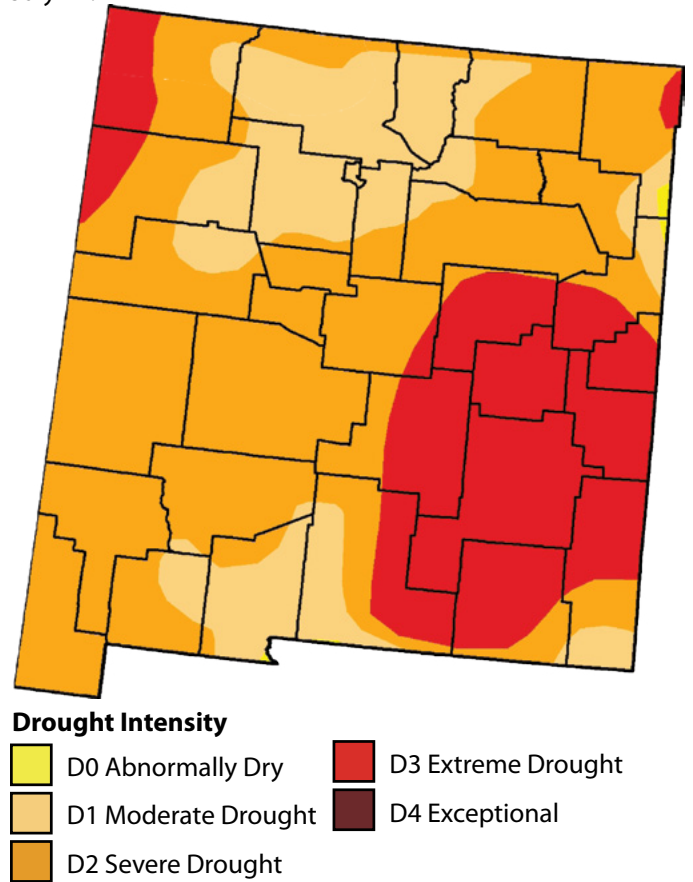 Drought Intensity
D0 Abnormally Dry
D1 Moderate Drought
D2 Severe Drought
D3 Extreme Drought
D4 Exceptional